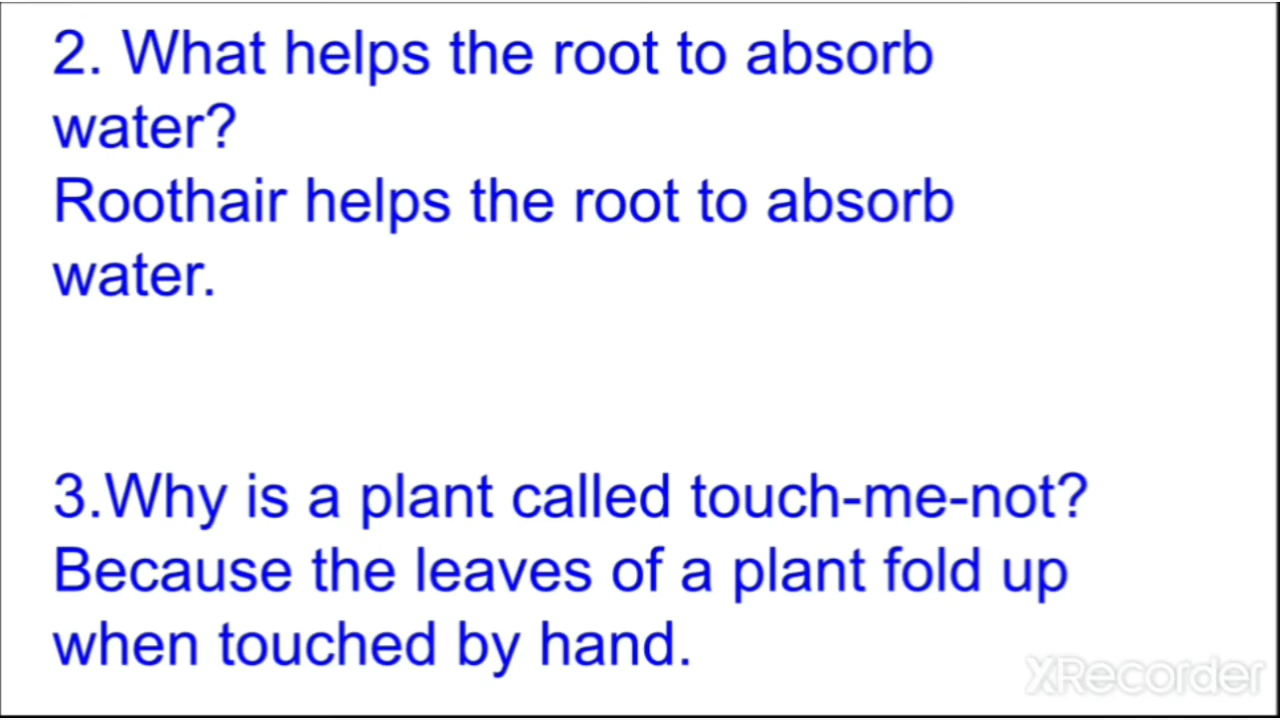 2. What helps the root to absorb
water?
Roothair helps the root to absorb
water.
3.Why is a plant called touch-me-not?
Because the leaves of a plant fold up
when touched by hand.
XRecorder